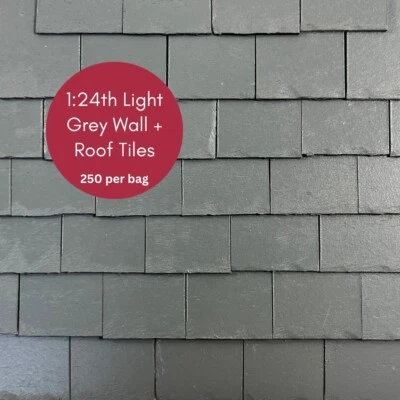 1:24th Light
Grey Wall +
Roof Tiles
250 per bag